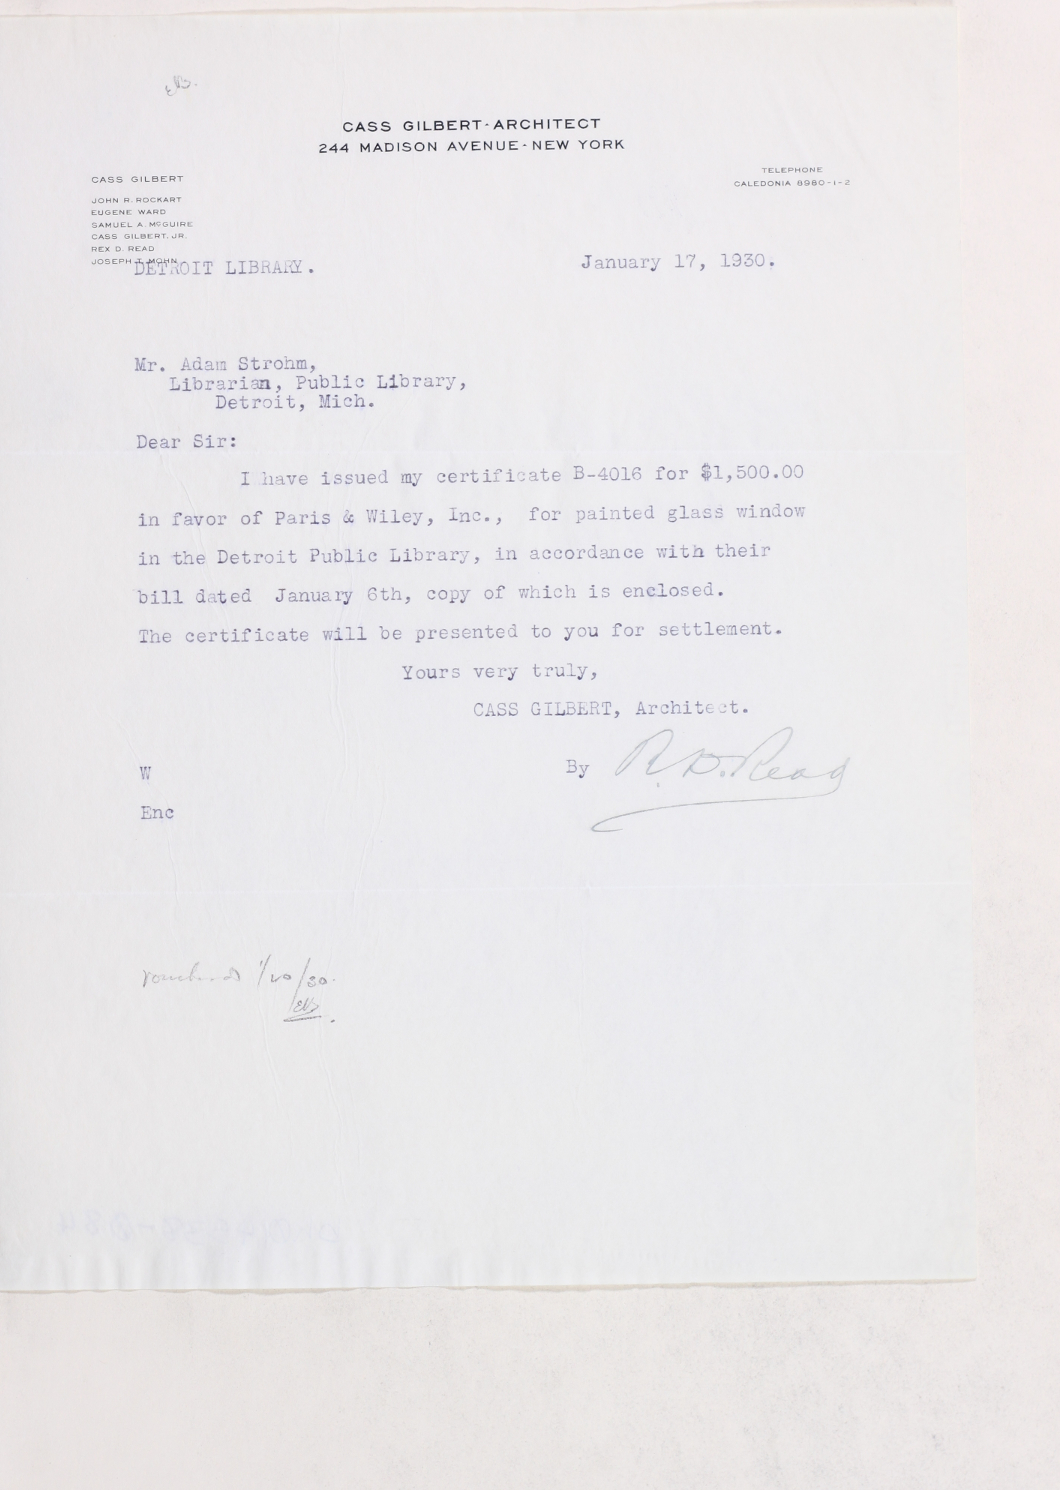 CASS GILBERT-ARCHITECT
244 MADISON AVENUE-NEW YORK
TELEPHONE
CALEDONIA 8980-1-2
CASS GILBERT
JOHN R. ROCKART
EUGENE WARD
SAMUEL A. McGUIRE
CASS GILBERT, JR.
REX D. READ
JOSEPH T. MOHN
DETROIT LIBRARY.
January 17, 1930.
Mr. Adam Strohm,
Librarian, Public Library,
Detroit, Mich.
Dear Sir:
I have issued my certificate B-4016 for $1,500.00
in favor of Paris & Wiley, Inc., for painted glass window
in the Detroit Public Library, in accordance with their
bill dated January 6th, copy of which is enclosed.
The certificate will be presented to you for settlement.
Yours very truly,
CASS GILBERT, Architect.
By R. D. Read
W
Enc
1/20/30.